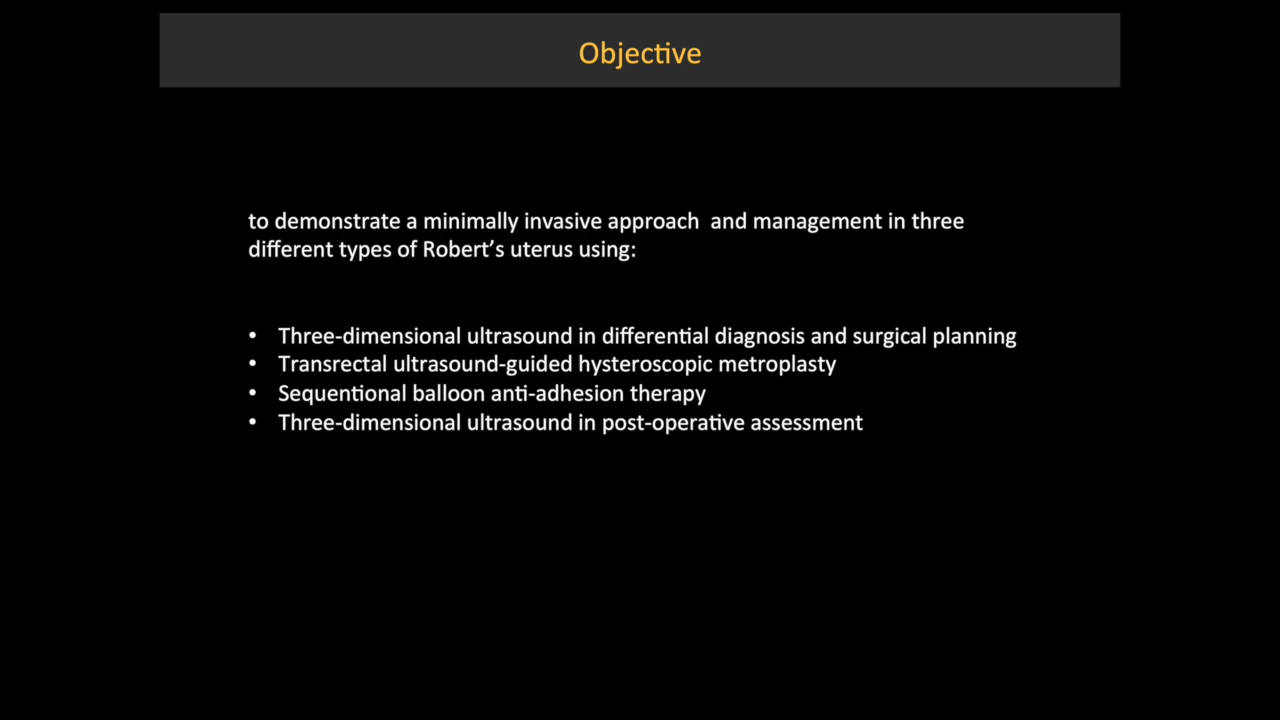 Objective
to demonstrate a minimally invasive approach  and management in three
different types of Robert’s uterus using:
• Three-dimensional ultrasound in differential diagnosis and surgical planning
• Transrectal ultrasound-guided hysteroscopic metroplasty
• Sequentional balloon anti-adhesion therapy
• Three-dimensional ultrasound in post-operative assessment